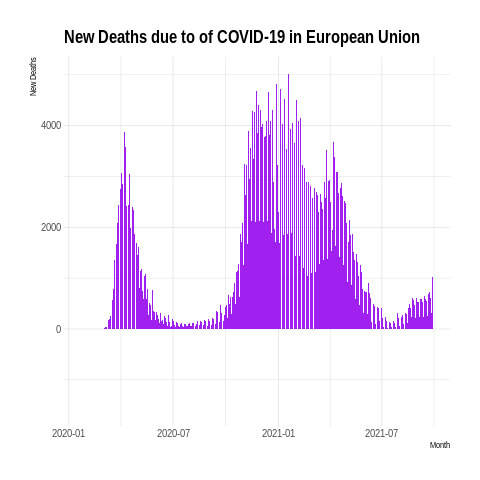 New Deaths due to of COVID-19 in European Union
New Deaths
4000
2000
0
2020-01
2020-07
2021-01
2021-07
Month